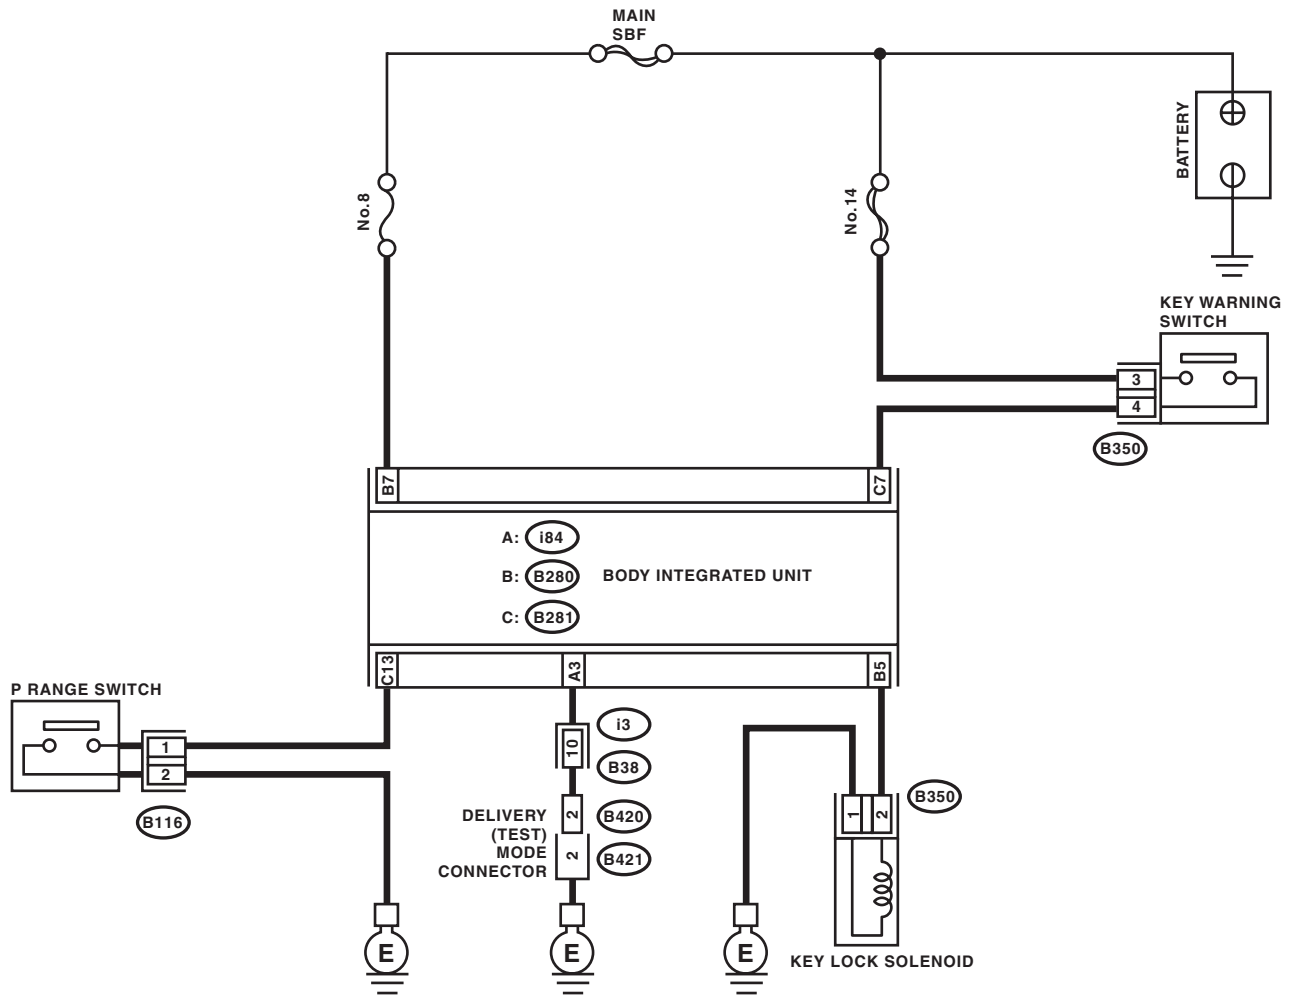 MAIN
SBF
No.8
No.14
BATTERY
KEY WARNING
SWITCH
3
4
B350
B7
C7
A: i84
B: B280
BODY INTEGRATED UNIT
C: B281
C13
A3
B5
P RANGE SWITCH
1
2
B116
10
i3
B38
DELIVERY
(TEST)
MODE
CONNECTOR
2
B420
2
B421
1
2
B350
E
E
E
KEY LOCK SOLENOID